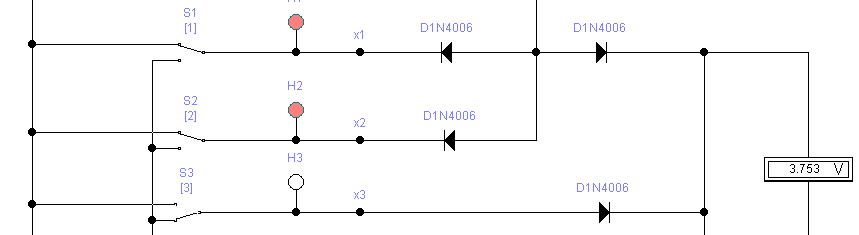 S1
[1]
x1
D1N4006
D1N4006
S2
[2]
H2
x2
D1N4006
H3
S3
[3]
x3
D1N4006
3.753 V